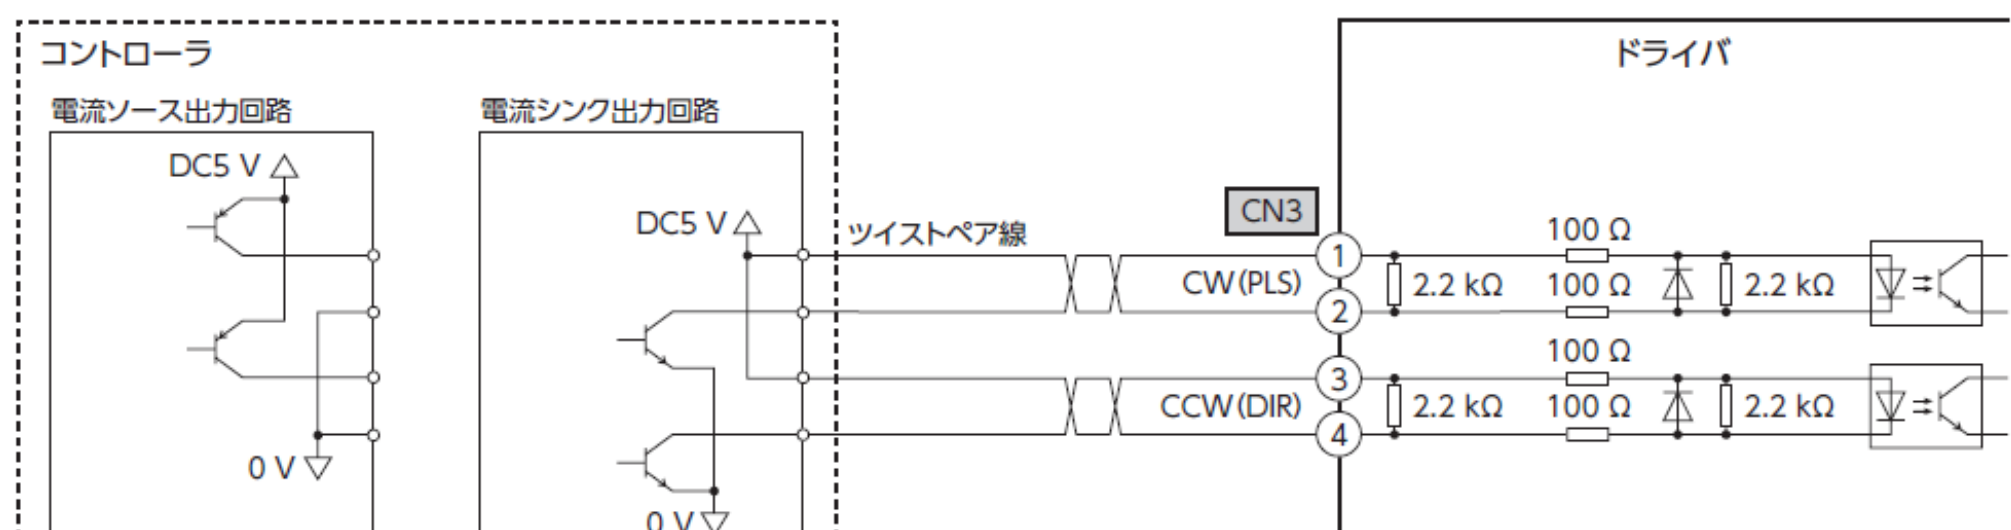 コントローラ
電流ソース出力回路
DC5 V
0 V
電流シンク出力回路
DC5 V
0 V
ツイストペア線
CN3
1
CW(PLS)
2
3
CCW(DIR)
4
ドライバ
100 Ω
2.2 kΩ
100 Ω
2.2 kΩ
100 Ω
2.2 kΩ
100 Ω
2.2 kΩ